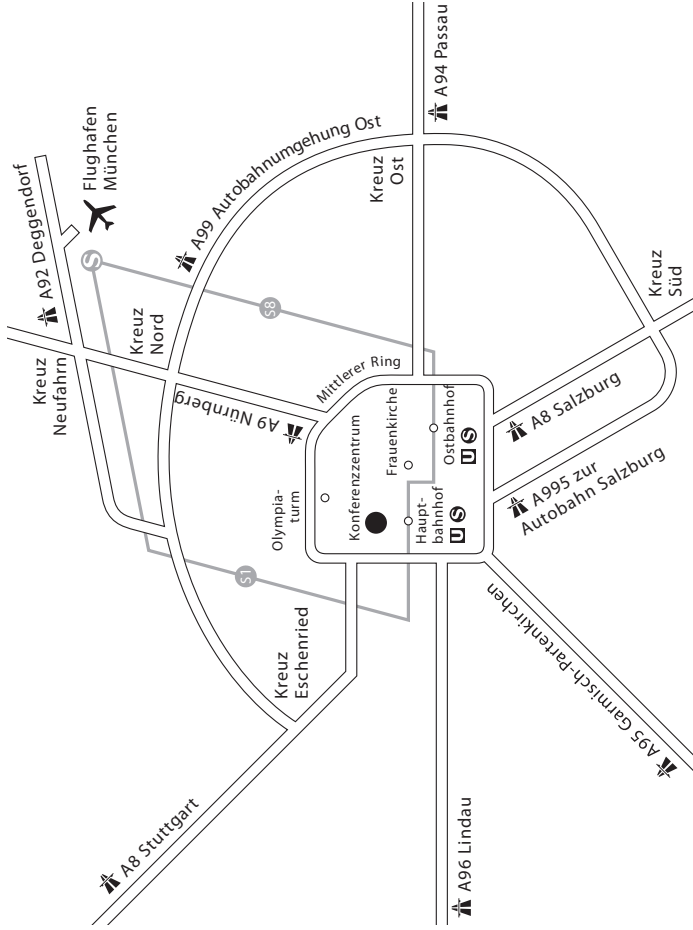 A92 Deggendorf
Flughafen
München
S
Kreuz
Neufahrn
Kreuz
Nord
A99 Autobahnumgehung Ost
S8
A9 Nürnberg
Mittlerer Ring
S1
Kreuz
Eschenried
Olympia-
turm
Konferenzzentrum
Frauenkirche
Haupt-
bahnhof
U S
Ostbahnhof
U S
Kreuz
Ost
A94 Passau
Kreuz
Süd
A8 Salzburg
A995 zur
Autobahn Salzburg
A8 Stuttgart
A96 Lindau
A95 Garmisch-Partenkirchen